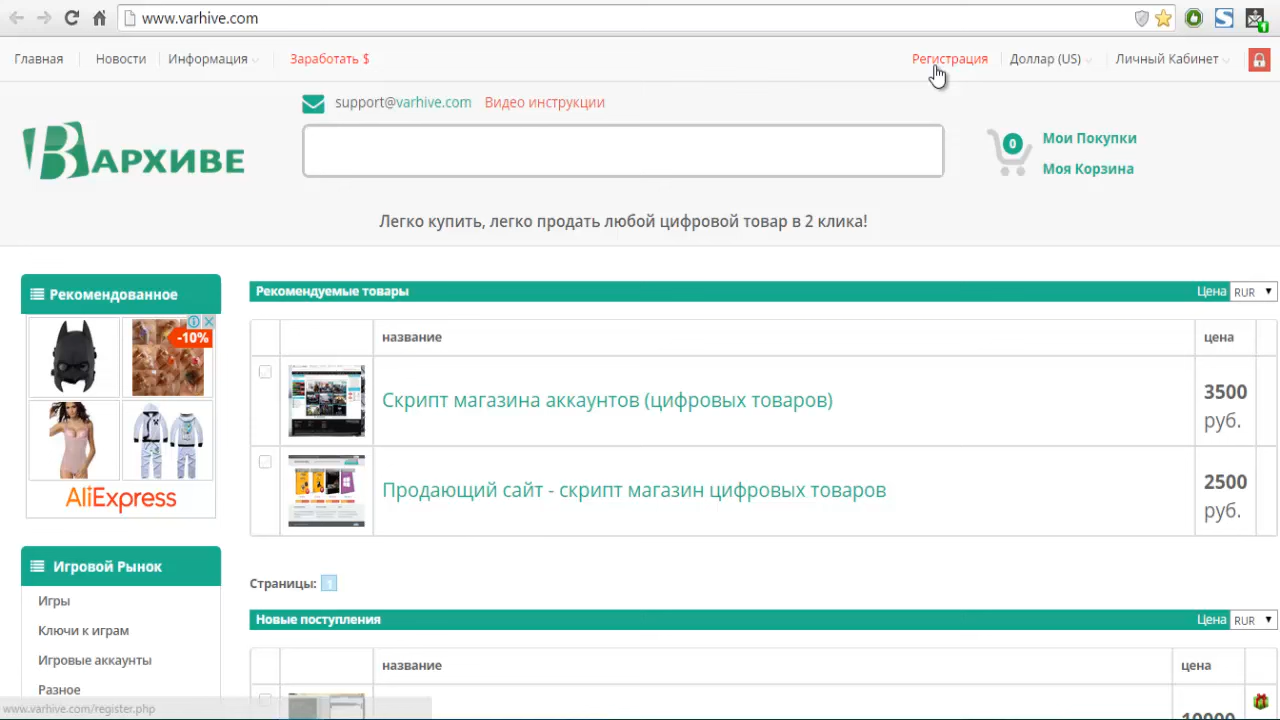 www.varhive.com
Главная
Новости
Информация
Заработать $
Регистрация
Доллар (US)
Личный Кабинет
support@varhive.com
Видео инструкции
ВАРХИВЕ
0
Мои Покупки
Моя Корзина
Легко купить, легко продать любой цифровой товар в 2 клика!
Рекомендованное
-10%
AliExpress
Рекомендуемые товары
Цена RUR
название
цена
Скрипт магазина аккаунтов (цифровых товаров)
3500
руб.
Продающий сайт - скрипт магазин цифровых товаров
2500
руб.
Игровой Рынок
Игры
Ключи к играм
Игровые аккаунты
Разное
Страницы: 1
Новые поступления
Цена RUR
название
цена
10000
www.varhive.com/register.php